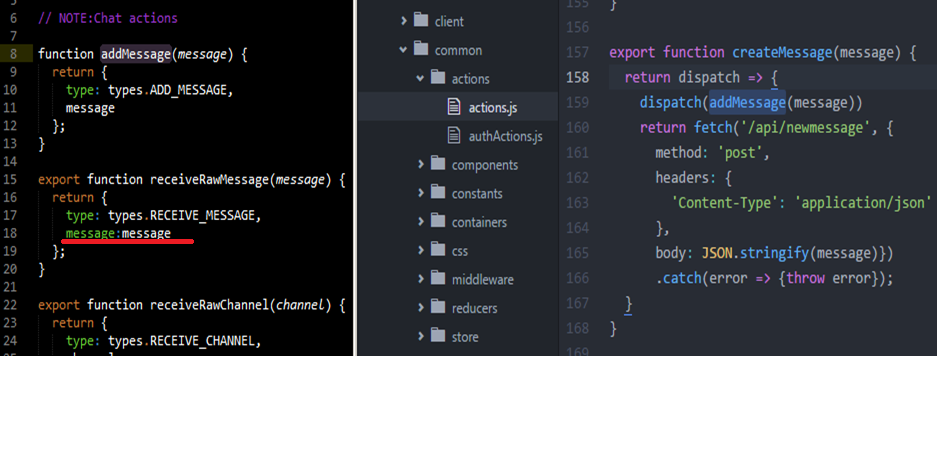 5
6 // NOTE:Chat actions
7
8 function addMessage(message) {
9 return {
10 type: types.ADD_MESSAGE,
11 message
12 };
13 }
14
15 export function receiveRawMessage(message) {
16 return {
17 type: types.RECEIVE_MESSAGE,
18 message:message
19 };
20 }
21
22 export function receiveRawChannel(channel) {
23 return {
24 type: types.RECEIVE_CHANNEL,
client
common
actions
actions.js
authActions.js
components
constants
containers
css
middleware
reducers
store
155 }
156
157 export function createMessage(message) {
158 return dispatch => {
159 dispatch(addMessage(message))
160 return fetch('/api/newmessage', {
161 method: 'post',
162 headers: {
163 'Content-Type': 'application/json'
164 },
165 body: JSON.stringify(message)})
166 .catch(error => {throw error});
167 }
168 }
169